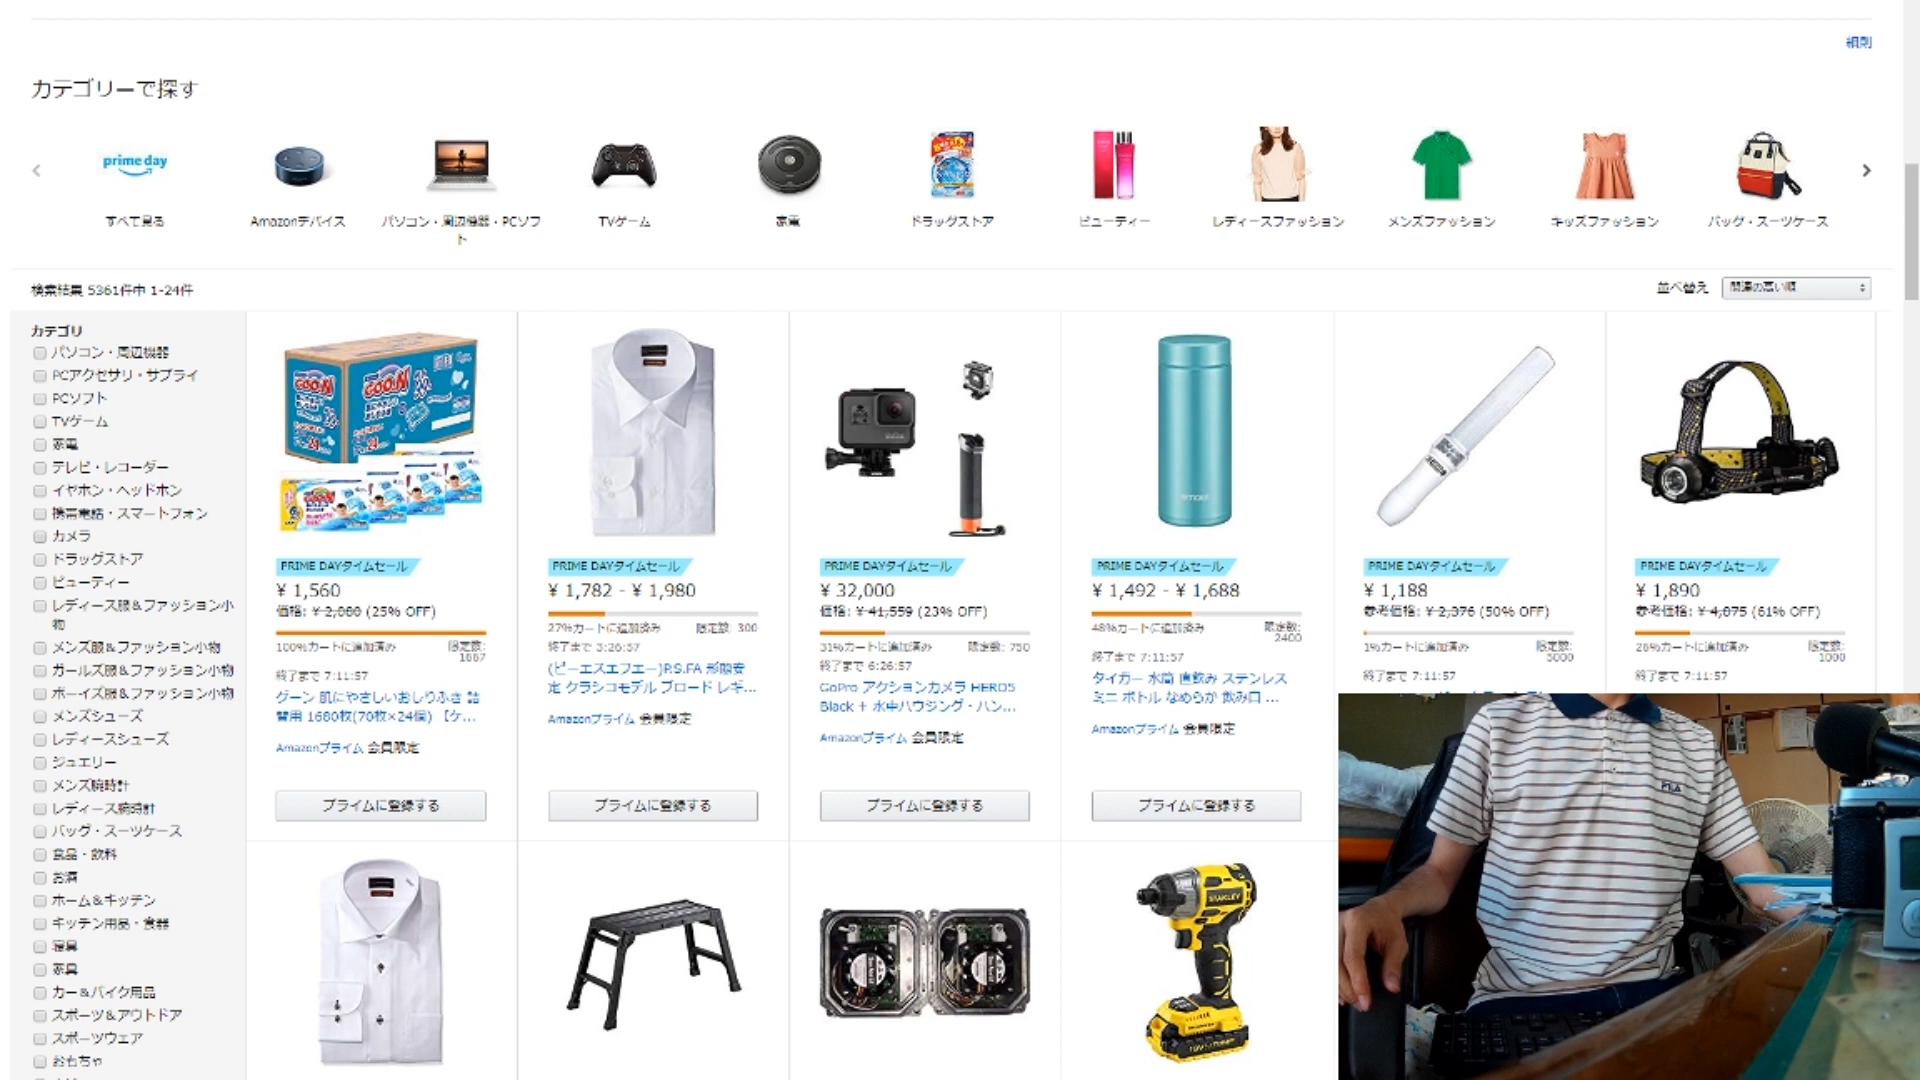 細則
カテゴリーで探す
prime day
すべて見る
Amazonデバイス
パソコン・周辺機器・PCソフ
ト
TVゲーム
家電
ドラッグストア
ビューティー
レディースファッション
メンズファッション
キッズファッション
バッグ・スーツケース
検索結果 5361件中 1-24件
並べ替え
関連の高い順
カテゴリ
パソコン・周辺機器
PCアクセサリ・サプライ
PCソフト
TVゲーム
家電
テレビ・レコーダー
イヤホン・ヘッドホン
携帯電話・スマートフォン
カメラ
ドラッグストア
ビューティー
レディース服&ファッション小
物
メンズ服&ファッション小物
ガールズ服&ファッション小物
ボーイズ服&ファッション小物
メンズシューズ
レディースシューズ
ジュエリー
メンズ腕時計
レディース腕時計
バッグ・スーツケース
食品・飲料
お酒
ホーム&キッチン
キッチン用品・食器
寝具
家具
カー&バイク用品
スポーツ&アウトドア
スポーツウェア
おもちゃ
GOO.N
GOO.N
PRIME DAYタイムセール
¥ 1,560
価格: ¥ 2,080 (25% OFF)
100%カートに追加済み
限定数:
1667
終了まで 7:11:57
グーン 肌にやさしいおしりふき 詰
替用 1680枚(70枚×24個) 【ケ...
Amazonプライム 会員限定
プライムに登録する
PRIME DAYタイムセール
¥ 1,782 - ¥ 1,980
27%カートに追加済み
限定数: 300
終了まで 3:26:57
(ピーエスエフエー)P.S.FA 形態安
定 クラシコモデル ブロード レギ...
Amazonプライム 会員限定
プライムに登録する
PRIME DAYタイムセール
¥ 32,000
価格: ¥ 41,559 (23% OFF)
31%カートに追加済み
限定数: 750
終了まで 6:26:57
GoPro アクションカメラ HERO5
Black + 水中ハウジング・ハン...
Amazonプライム 会員限定
プライムに登録する
PRIME DAYタイムセール
¥ 1,492 - ¥ 1,688
48%カートに追加済み
限定数:
2400
終了まで 7:11:57
タイガー 水筒 直飲み ステンレス
ミニ ボトル なめらか 飲み口 ...
Amazonプライム 会員限定
プライムに登録する
PRIME DAYタイムセール
¥ 1,188
参考価格: ¥ 2,376 (50% OFF)
1%カートに追加済み
限定数:
5000
終了まで 7:11:57
PRIME DAYタイムセール
¥ 1,890
参考価格: ¥ 4,875 (61% OFF)
26%カートに追加済み
限定数:
1000
終了まで 7:11:57
STANLEY
FILA